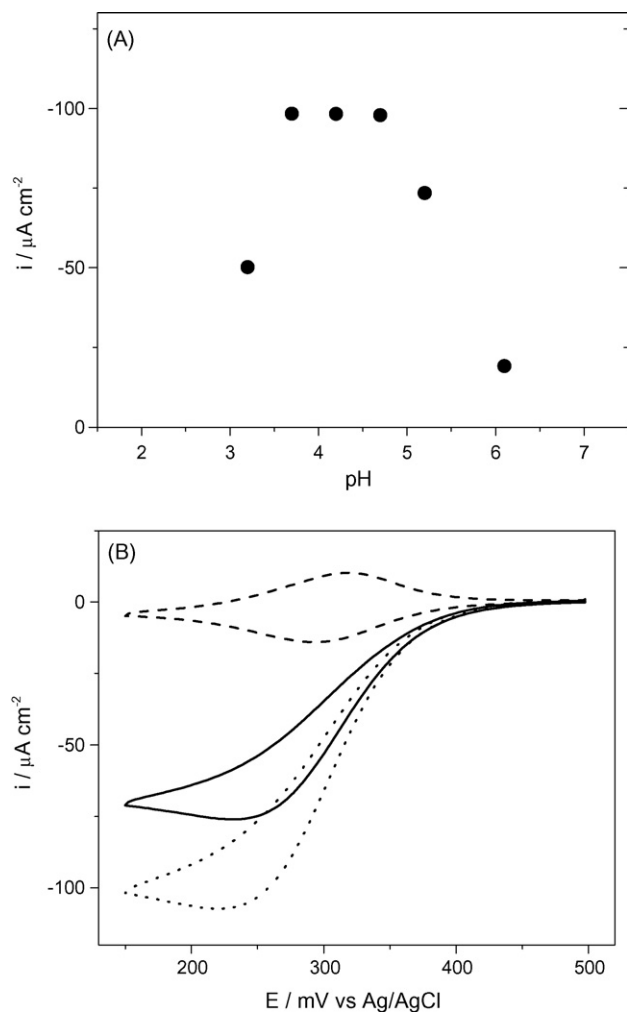 (A)
-100
-50
0
i / μA cm⁻²
2 3 4 5 6 7
pH
(B)
0
-50
-100
i / μA cm⁻²
200 300 400 500
E / mV vs Ag/AgCl